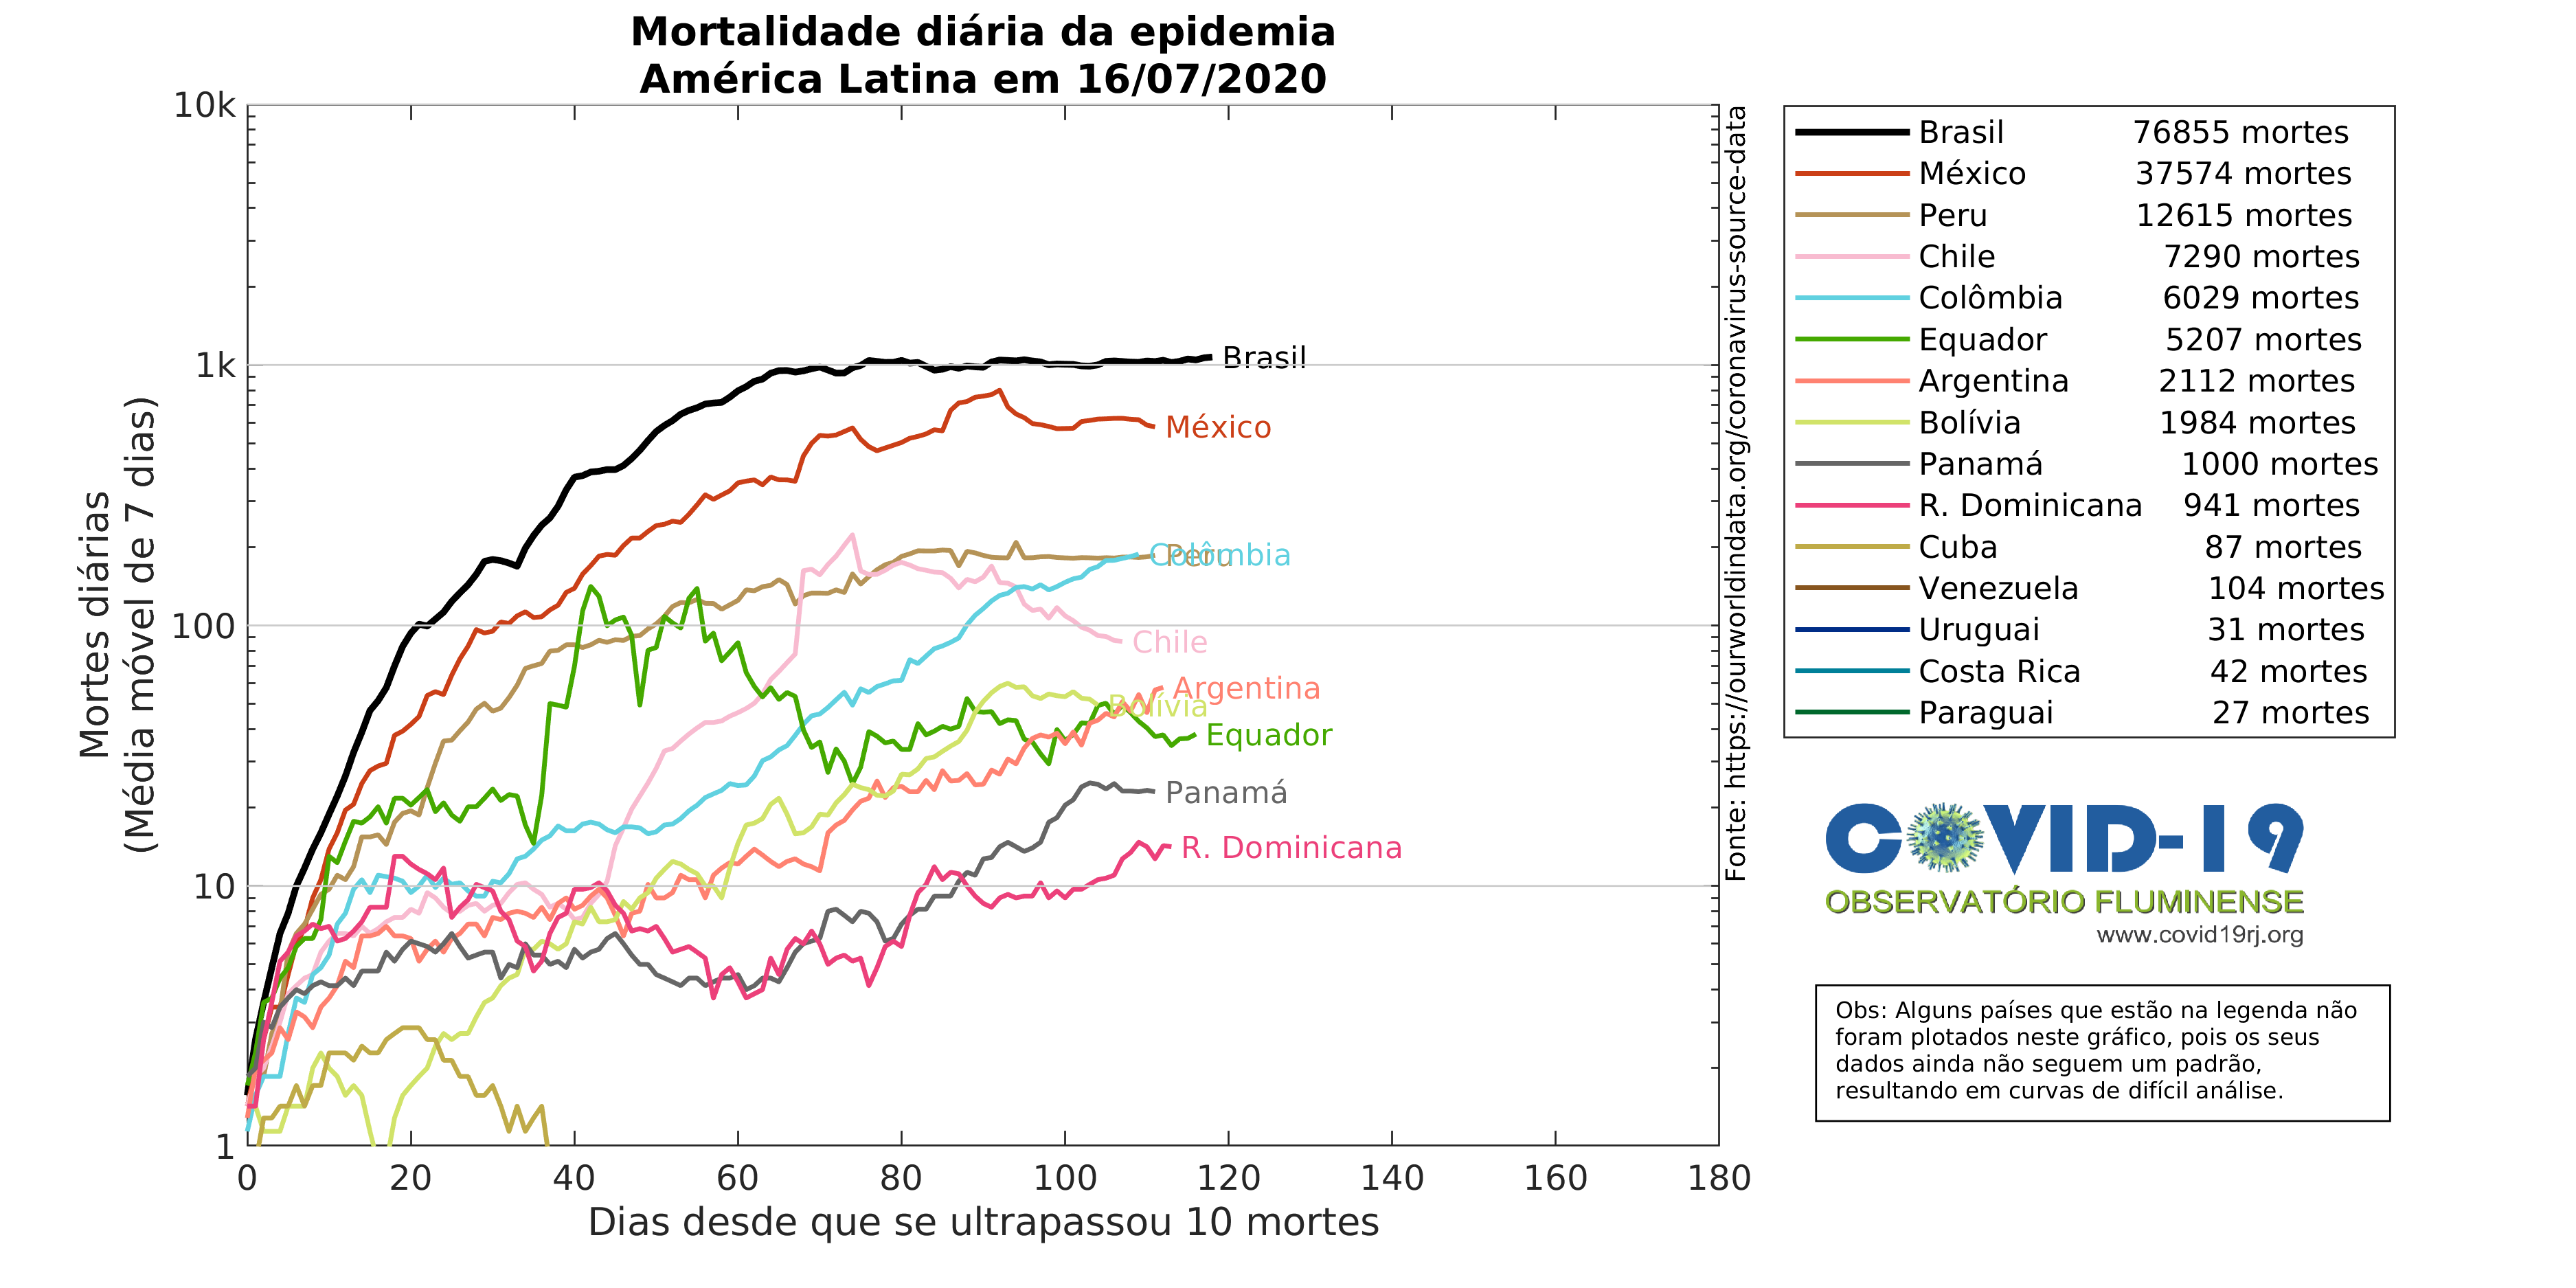 Mortalidade diária da epidemia
América Latina em 16/07/2020
10k
1k
100
10
1
Mortes diárias
(Média móvel de 7 dias)
0 20 40 60 80 100 120 140 160 180
Dias desde que se ultrapassou 10 mortes
Brasil
México
Colômbia
Peru
Chile
Argentina
Bolívia
Equador
Panamá
R. Dominicana
Fonte: https://ourworldindata.org/coronavirus-source-data
Brasil 76855 mortes
México 37574 mortes
Peru 12615 mortes
Chile 7290 mortes
Colômbia 6029 mortes
Equador 5207 mortes
Argentina 2112 mortes
Bolívia 1984 mortes
Panamá 1000 mortes
R. Dominicana 941 mortes
Cuba 87 mortes
Venezuela 104 mortes
Uruguai 31 mortes
Costa Rica 42 mortes
Paraguai 27 mortes
COVID-19
OBSERVATÓRIO FLUMINENSE
www.covid19rj.org
Obs: Alguns países que estão na legenda não
foram plotados neste gráfico, pois os seus
dados ainda não seguem um padrão,
resultando em curvas de difícil análise.